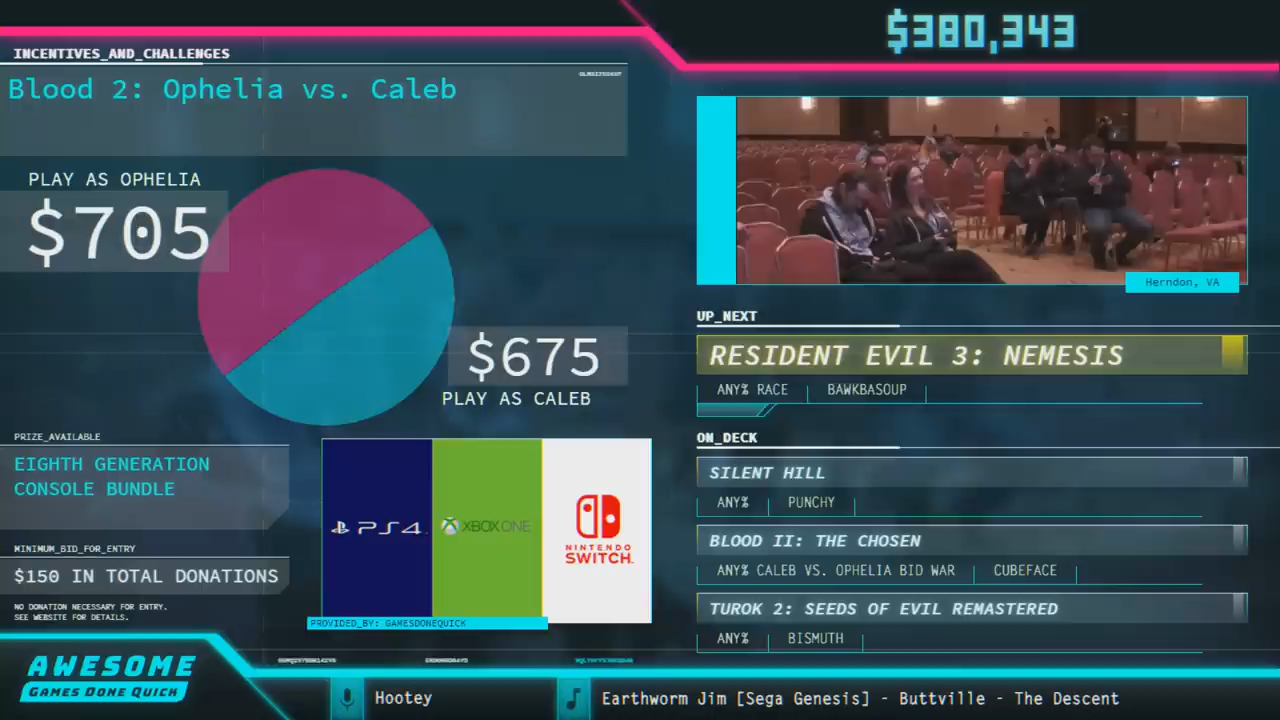 $380,343
INCENTIVES_AND_CHALLENGES
Blood 2: Ophelia vs. Caleb
PLAY AS OPHELIA
$705
$675
PLAY AS CALEB
PRIZE_AVAILABLE
EIGHTH GENERATION
CONSOLE BUNDLE
MINIMUM_BID_FOR_ENTRY
$150 IN TOTAL DONATIONS
NO DONATION NECESSARY FOR ENTRY.
SEE WEBSITE FOR DETAILS.
PS4
XBOX ONE
NINTENDO
SWITCH
PROVIDED_BY: GAMESDONEQUICK
Herndon, VA
UP_NEXT
RESIDENT EVIL 3: NEMESIS
ANY% RACE BAWKBASOUP
ON_DECK
SILENT HILL
ANY% PUNCHY
BLOOD II: THE CHOSEN
ANY% CALEB VS. OPHELIA BID WAR CUBEFACE
TUROK 2: SEEDS OF EVIL REMASTERED
ANY% BISMUTH
AWESOME
GAMES DONE QUICK
Hootey
Earthworm Jim [Sega Genesis] - Buttville - The Descent